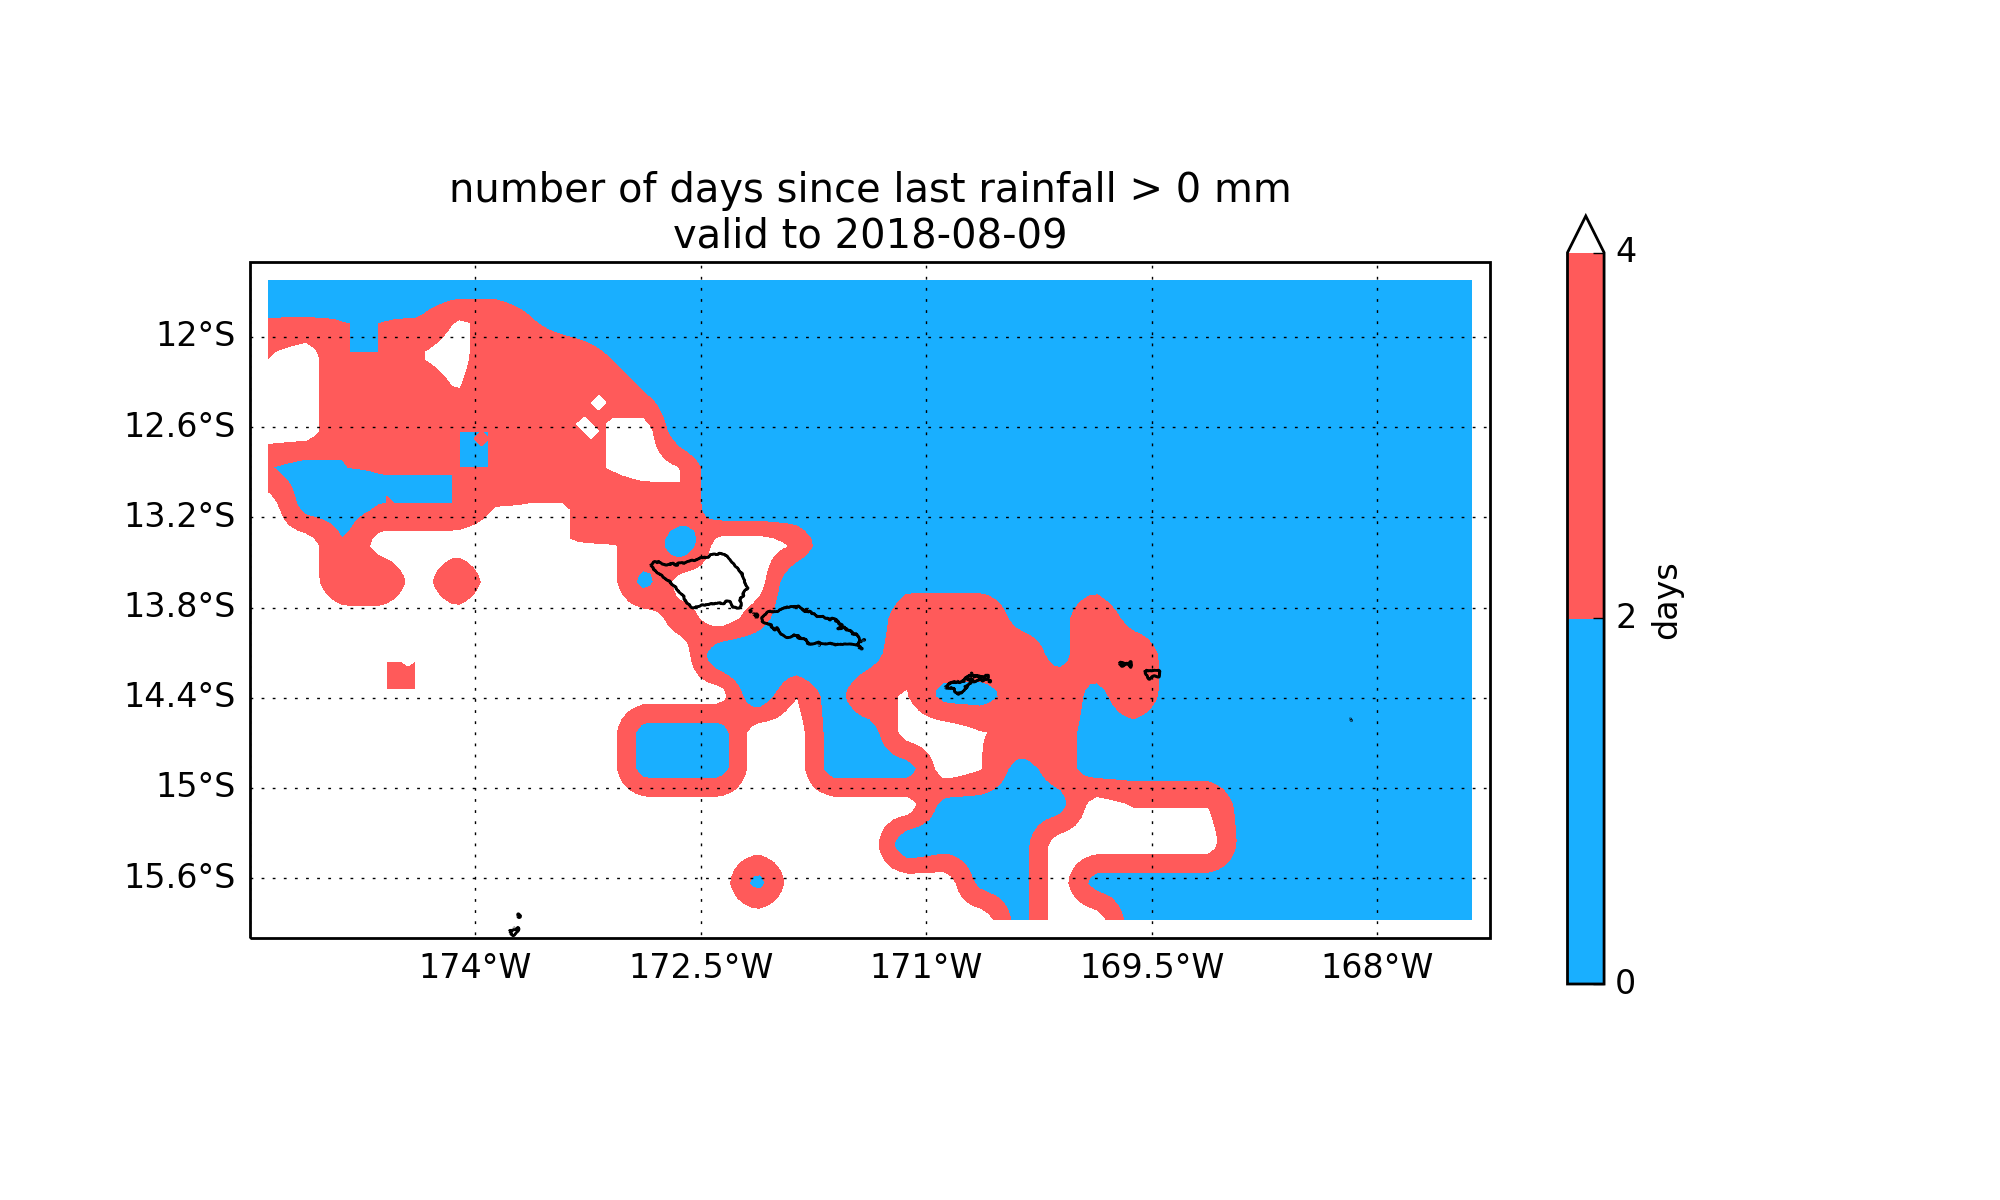 number of days since last rainfall > 0 mm
valid to 2018-08-09
12°S
12.6°S
13.2°S
13.8°S
14.4°S
15°S
15.6°S
174°W 172.5°W 171°W 169.5°W 168°W
4
2
0
days